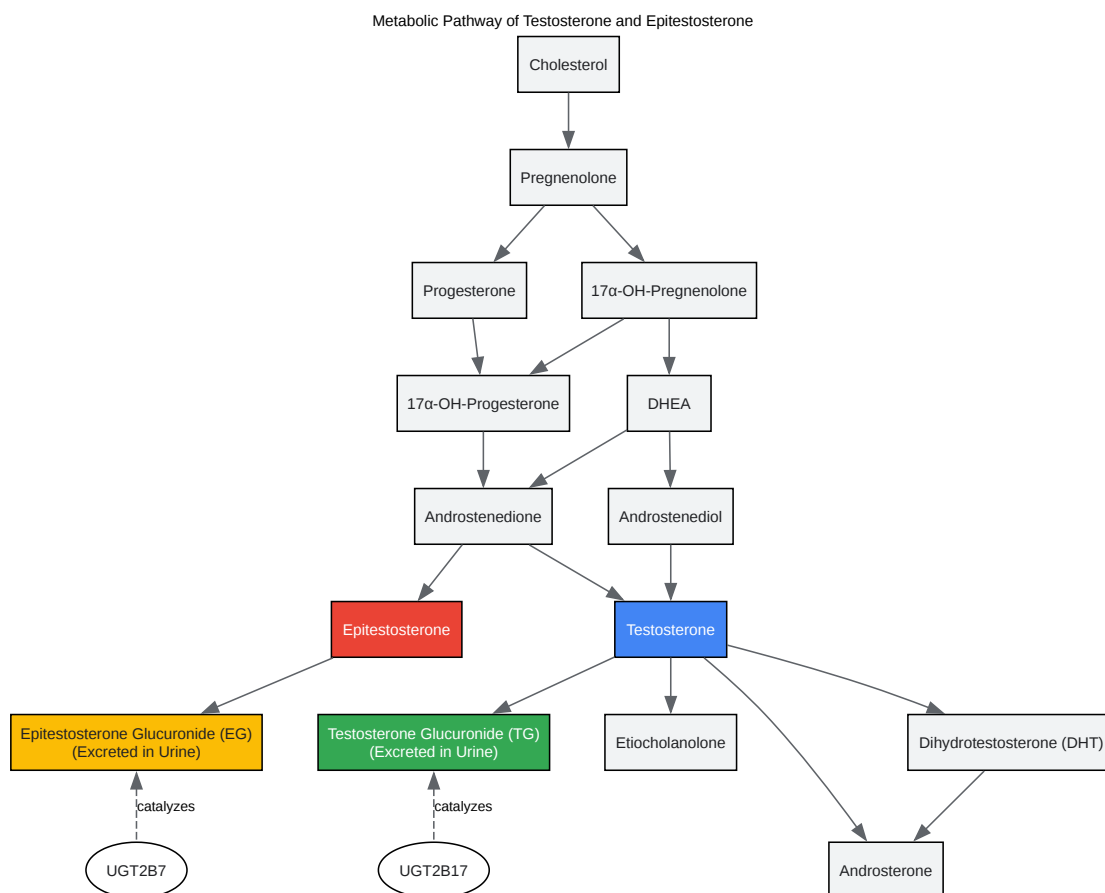 Metabolic Pathway of Testosterone and Epitestosterone
Cholesterol
Pregnenolone
Progesterone
17α-OH-Pregnenolone
17α-OH-Progesterone
DHEA
Androstenedione
Androstenediol
Epitestosterone
Testosterone
Epitestosterone Glucuronide (EG)
(Excreted in Urine)
Testosterone Glucuronide (TG)
(Excreted in Urine)
Etiocholanolone
Dihydrotestosterone (DHT)
catalyzes
catalyzes
UGT2B7
UGT2B17
Androsterone